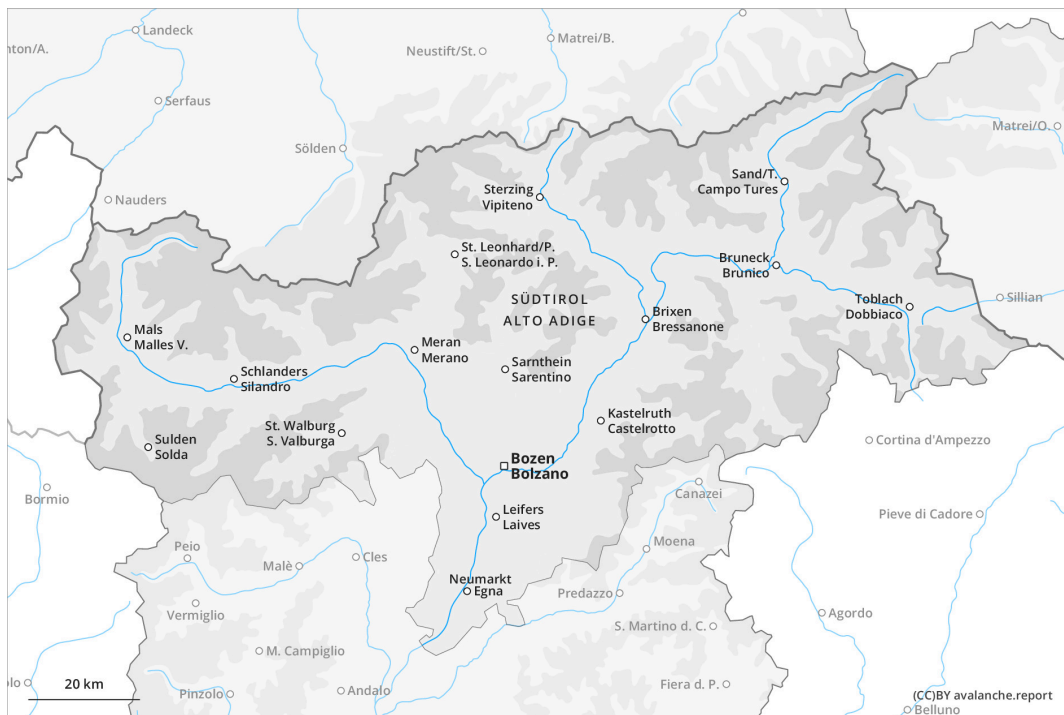 Landeck
Matrei/B.
Neustift/St.
nton/A.
Serfaus
Matrei/O.
Sölden
Sand/T.
Campo Tures
Sterzing
Vipiteno
Nauders
St. Leonhard/P.
S. Leonardo i. P.
Bruneck
Brunico
SÜDTIROL
ALTO ADIGE
Toblach
Dobbiaco
Sillian
Brixen
Bressanone
Mals
Malles V.
Meran
Merano
Sarnthein
Sarentino
Schlanders
Silandro
Kastelruth
Castelrotto
St. Walburg
S. Valburga
Sulden
Solda
Cortina d'Ampezzo
Bozen
Bolzano
Bormio
Canazei
Leifers
Laives
Pieve di Cadore
Moena
Peio
Malè
Cles
Neumarkt
Egna
Predazzo
Vermiglio
Agordo
S. Martino d. C.
M. Campiglio
olo
20 km
Pinzolo
Andalo
Fiera d. P.
(CC)BY avalanche.report
Belluno